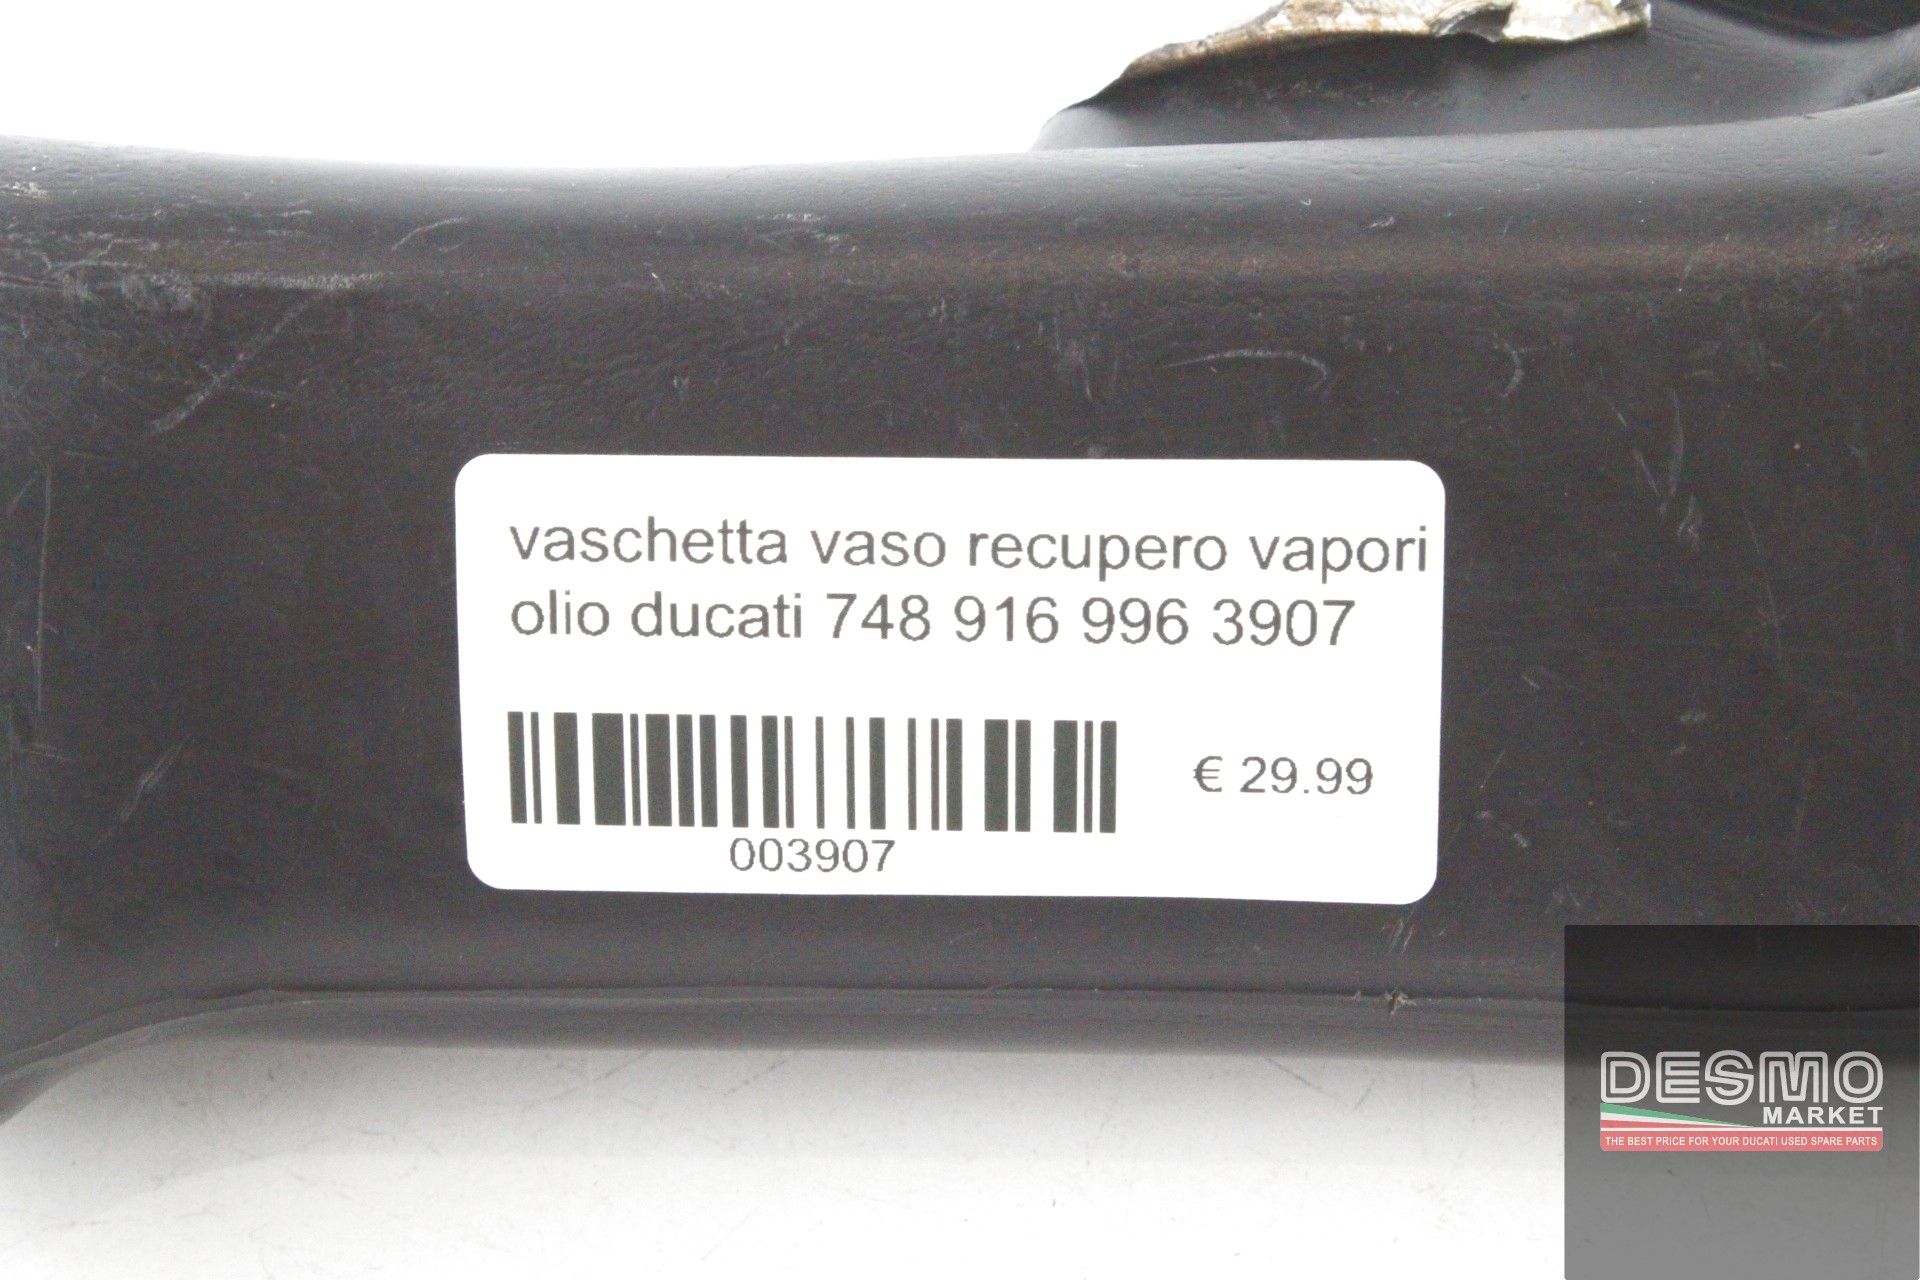 vaschetta vaso recupero vapori
olio ducati 748 916 996 3907
€ 29.99
003907
DESMO
MARKET
THE BEST PRICE FOR YOUR DUCATI USED SPARE PARTS